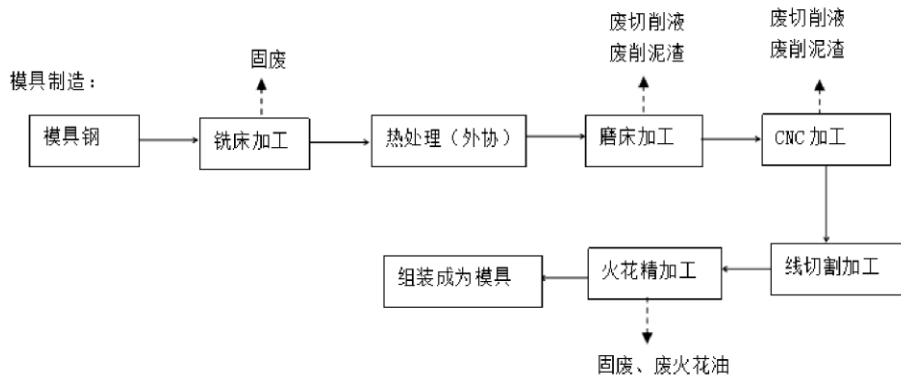 模具制造：
固废
废切削液
废削泥渣
废切削液
废削泥渣
模具钢
铣床加工
热处理（外协）
磨床加工
CNC 加工
组装成为模具
火花精加工
线切割加工
固废、废火花油